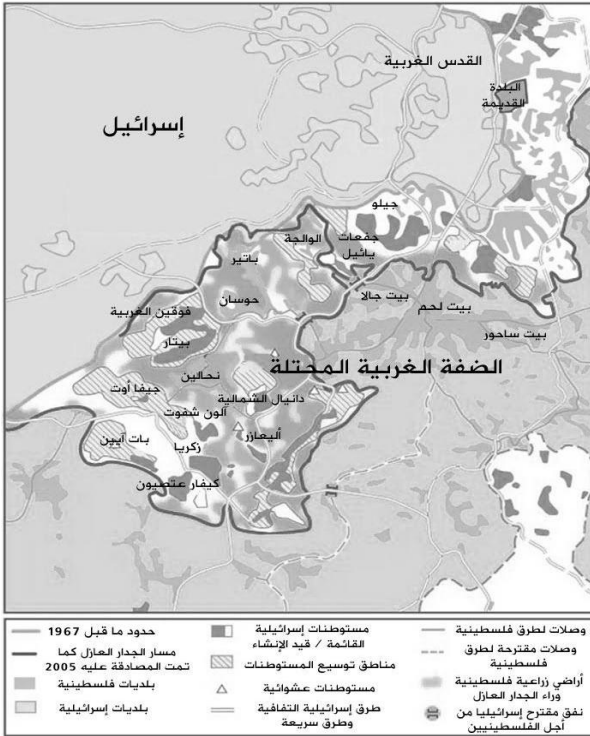 القدس الغربية
البلدة
القديمة
إسرائيل
جيلو
الوالجة
جفعات
يائيل
باتير
حوسان
بيت جالا
بيت لحم
فوقين الغربية
بيتار
بيت ساحور
الضفة الغربية المحتلة
نحالين
جيفا أوت
دانيال الشمالية
ألون شفوت
أليعازر
بات آيين
زكريا
كيفار عتصيون
وصلات لطرق فلسطينية
وصلات مقترحة لطرق
فلسطينية
أراضي زراعية فلسطينية
وراء الجدار العازل
نفق مقترح إسرائيليا من
أجل الفلسطينيين
مستوطنات إسرائيلية
القائمة / قيد الإنشاء
مناطق توسيع المستوطنات
مستوطنات عشوائية
طرق إسرائيلية التفافية
وطرق سريعة
حدود ما قبل 1967
مسار الجدار العازل كما
تمت المصادقة عليه 2005
بلديات فلسطينية
بلديات إسرائيلية